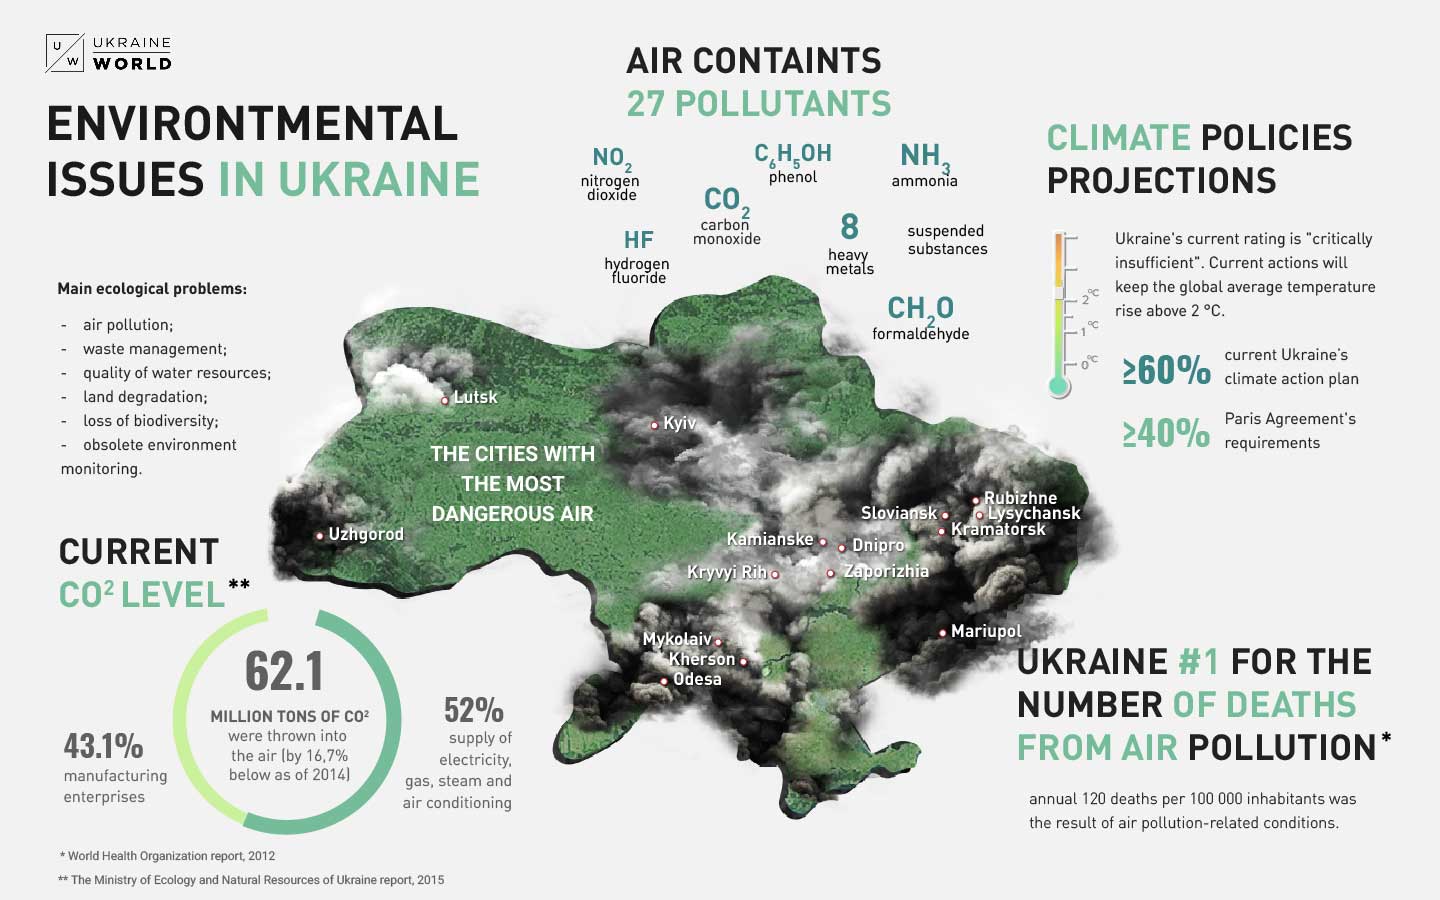 U
W
UKRAINE
WORLD
ENVIRONTMENTAL
ISSUES IN UKRAINE
Main ecological problems:
- air pollution;
- waste management;
- quality of water resources;
- land degradation;
- loss of biodiversity;
- obsolete environment
monitoring.
AIR CONTAINTS
27 POLLUTANTS
NO2
nitrogen
dioxide
C6H5OH
phenol
NH3
ammonia
CO2
carbon
monoxide
HF
hydrogen
fluoride
8
heavy
metals
suspended
substances
CH2O
formaldehyde
CLIMATE POLICIES
PROJECTIONS
2°C
1°C
0°C
Ukraine's current rating is "critically
insufficient". Current actions will
keep the global average temperature
rise above 2 °C.
≥60%
current Ukraine's
climate action plan
≥40%
Paris Agreement's
requirements
THE CITIES WITH
THE MOST
DANGEROUS AIR
Lutsk
Kyiv
Uzhgorod
Rubizhne
Sloviansk
Lysychansk
Kramatorsk
Kamianske
Dnipro
Kryvyi Rih
Zaporizhia
Mariupol
Mykolaiv
Kherson
Odesa
CURRENT
CO² LEVEL**
62.1
MILLION TONS OF CO²
were thrown into
the air (by 16,7%
below as of 2014)
43.1%
manufacturing
enterprises
52%
supply of
electricity,
gas, steam and
air conditioning
UKRAINE #1 FOR THE
NUMBER OF DEATHS
FROM AIR POLLUTION*
annual 120 deaths per 100 000 inhabitants was
the result of air pollution-related conditions.
* World Health Organization report, 2012
** The Ministry of Ecology and Natural Resources of Ukraine report, 2015